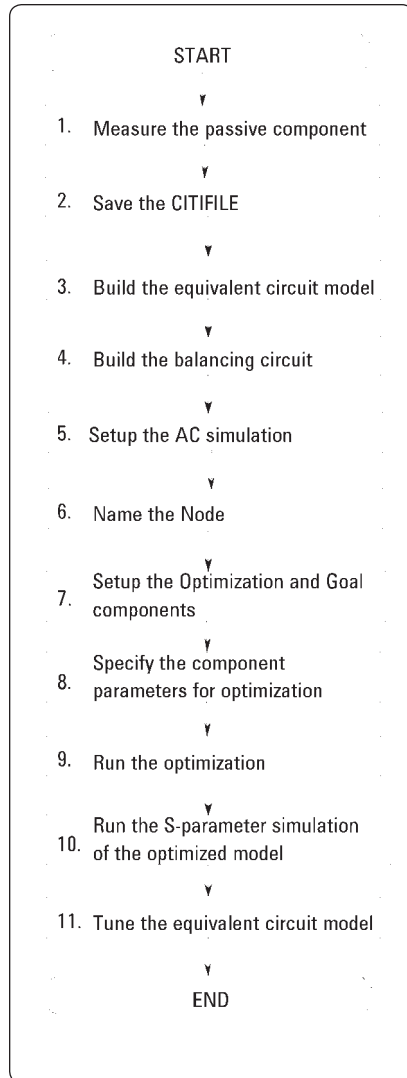 START
1. Measure the passive component
2. Save the CITIFILE
3. Build the equivalent circuit model
4. Build the balancing circuit
5. Setup the AC simulation
6. Name the Node
7. Setup the Optimization and Goal
components
8. Specify the component
parameters for optimization
9. Run the optimization
10. Run the S-parameter simulation
of the optimized model
11. Tune the equivalent circuit model
END